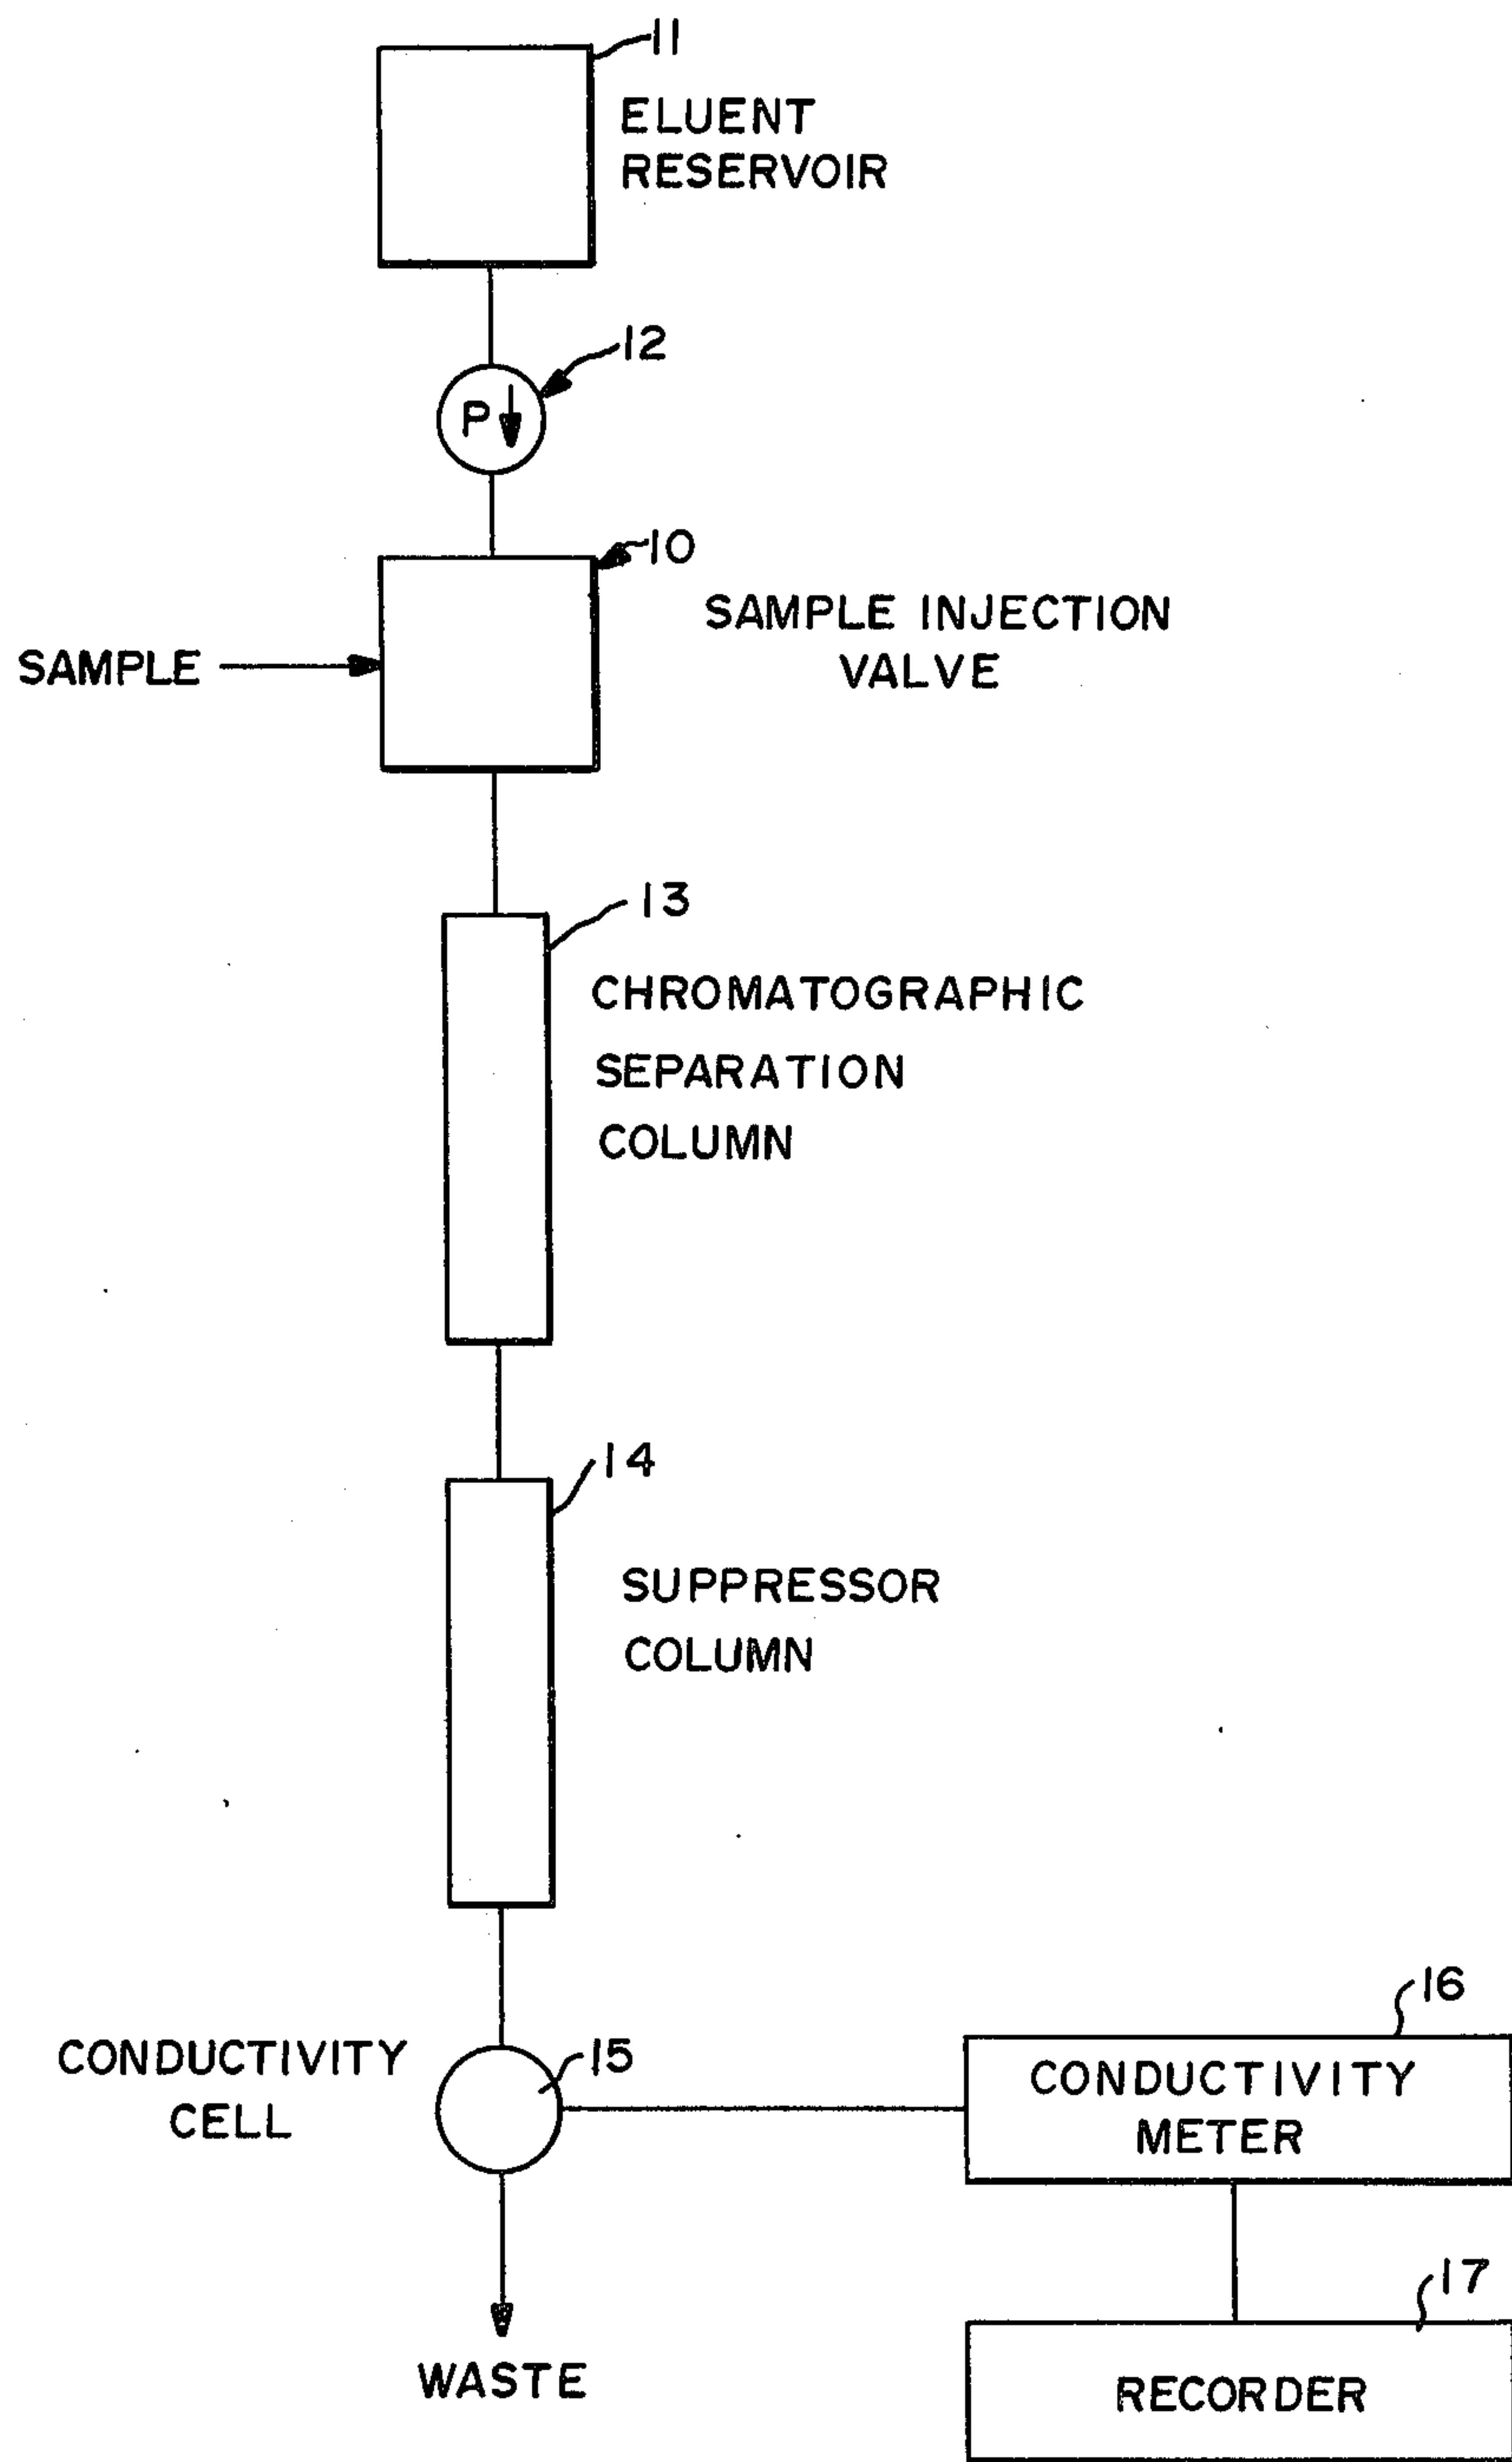 11
ELUENT
RESERVOIR
12
P
10
SAMPLE INJECTION
VALVE
SAMPLE
13
CHROMATOGRAPHIC
SEPARATION
COLUMN
14
SUPPRESSOR
COLUMN
CONDUCTIVITY
CELL
15
16
CONDUCTIVITY
METER
17
RECORDER
WASTE